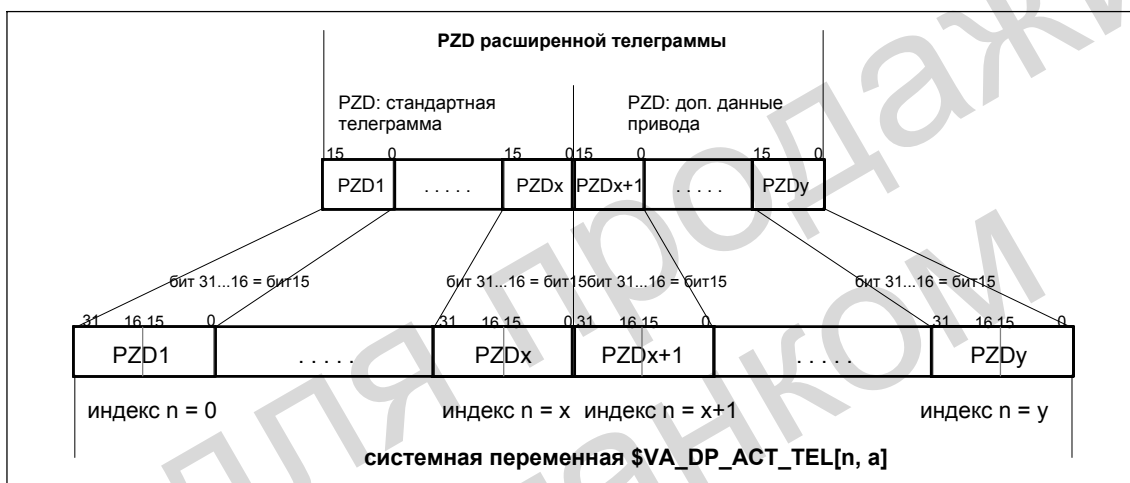 PZD расширенной телеграммы
PZD: стандартная PZD: доп. данные
телеграмма привода
15 0 15 0 15 0 15 0
PZD1 . . . . . PZDx PZDx+1 . . . . . PZDy
бит 31...16 = бит15 бит 31...16 = бит15 бит 31...16 = бит15 бит 31...16 = бит15
31 16 15 0 31 16 15 0 31 16 15 0 31 16 15 0
PZD1 . . . . . PZDx PZDx+1 . . . . . PZDy
индекс n = 0 индекс n = x индекс n = x+1 индекс n = y
системная переменная $VA_DP_ACT_TEL[n, a]